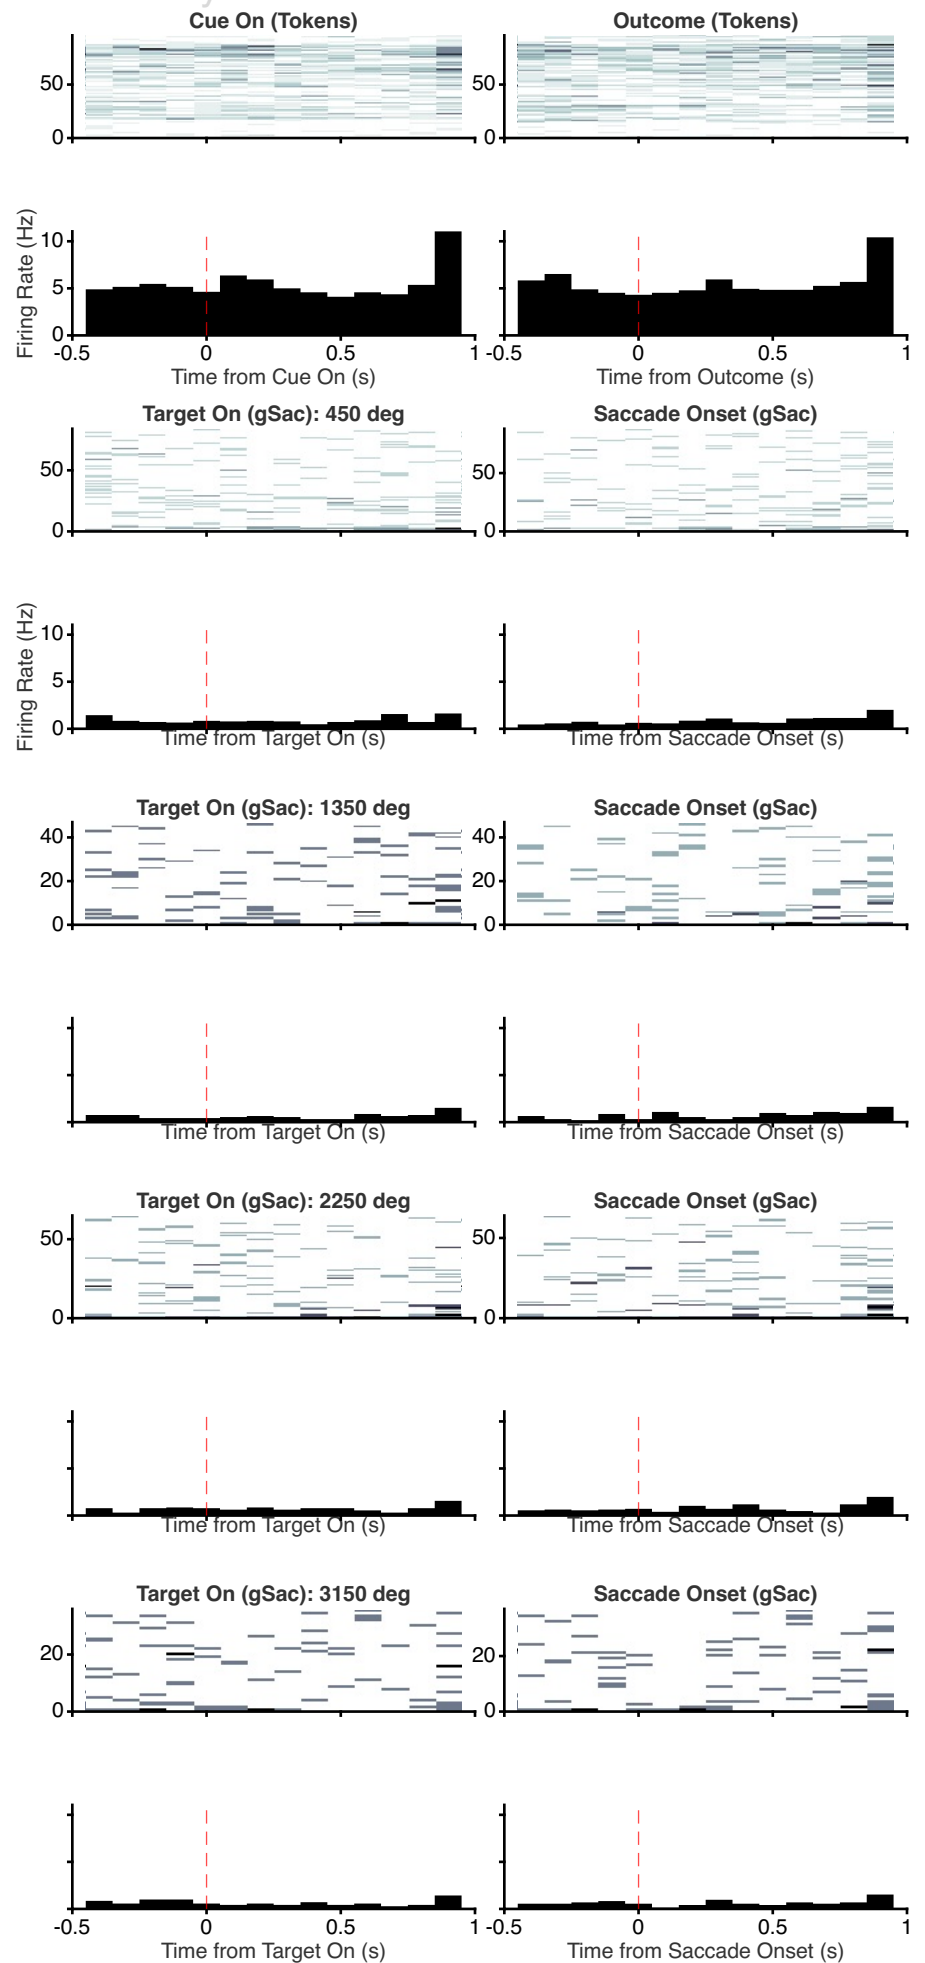 Cue On (Tokens) Outcome (Tokens)
50 50
0 0
Firing Rate (Hz)
10
5 5
0 0
-0.5 0 0.5 1 -0.5 0 0.5 1
Time from Cue On (s) Time from Outcome (s)
Target On (gSac): 450 deg Saccade Onset (gSac)
50 50
0 0
Firing Rate (Hz)
10
5
0
Time from Target On (s) Time from Saccade Onset (s)
Target On (gSac): 1350 deg Saccade Onset (gSac)
40 40
20 20
0 0
Time from Target On (s) Time from Saccade Onset (s)
Target On (gSac): 2250 deg Saccade Onset (gSac)
50 50
0 0
Time from Target On (s) Time from Saccade Onset (s)
Target On (gSac): 3150 deg Saccade Onset (gSac)
20 20
0 0
-0.5 0 0.5 1 -0.5 0 0.5 1
Time from Target On (s) Time from Saccade Onset (s)